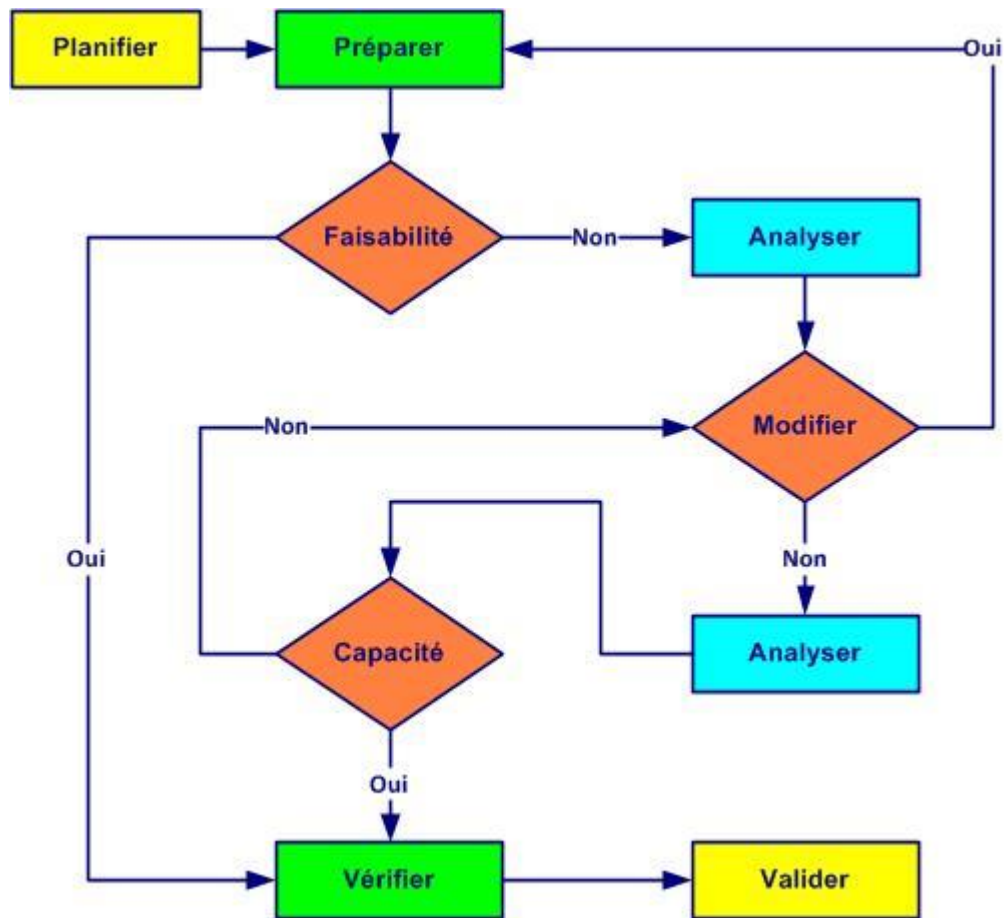 Planifier
Préparer
Oui
Faisabilité
Non
Analyser
Non
Modifier
Oui
Non
Capacité
Analyser
Oui
Vérifier
Valider